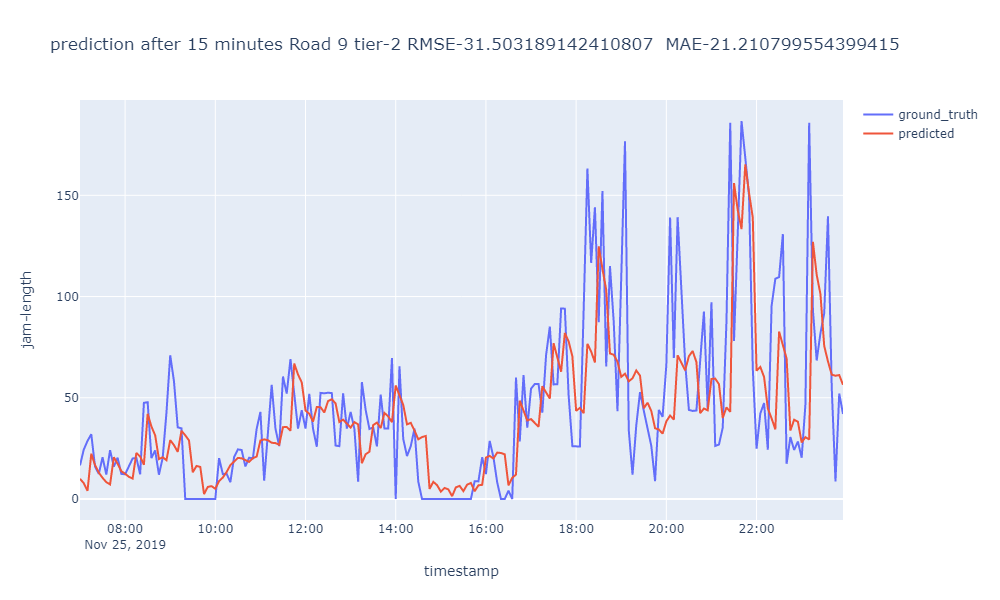 prediction after 15 minutes Road 9 tier-2 RMSE-31.503189142410807  MAE-21.210799554399415
ground_truth
predicted
150
100
50
0
jam-length
08:00 10:00 12:00 14:00 16:00 18:00 20:00 22:00
Nov 25, 2019
timestamp